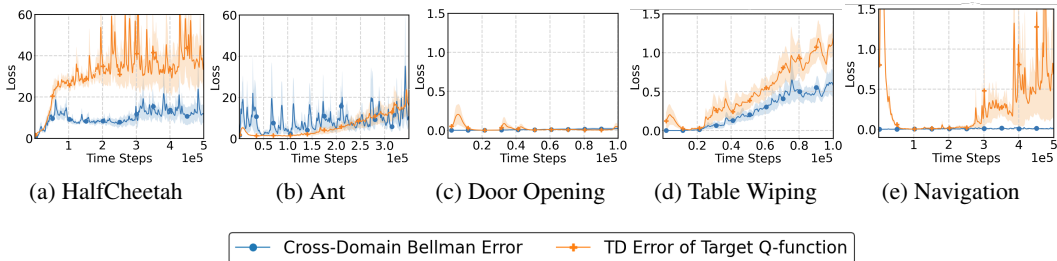 60
40
20
0
Loss
1 2 3 4 5
Time Steps 1e5
(a) HalfCheetah
60
40
20
0
Loss
0.5 1.0 1.5 2.0 2.5 3.0
Time Steps 1e5
(b) Ant
1.5
1.0
0.5
0.0
Loss
0.2 0.4 0.6 0.8 1.0
Time Steps 1e5
(c) Door Opening
1.5
1.0
0.5
0.0
Loss
0.2 0.4 0.6 0.8 1.0
Time Steps 1e5
(d) Table Wiping
1.5
1.0
0.5
0.0
Loss
1 2 3 4 5
Time Steps 1e5
(e) Navigation
Cross-Domain Bellman Error TD Error of Target Q-function